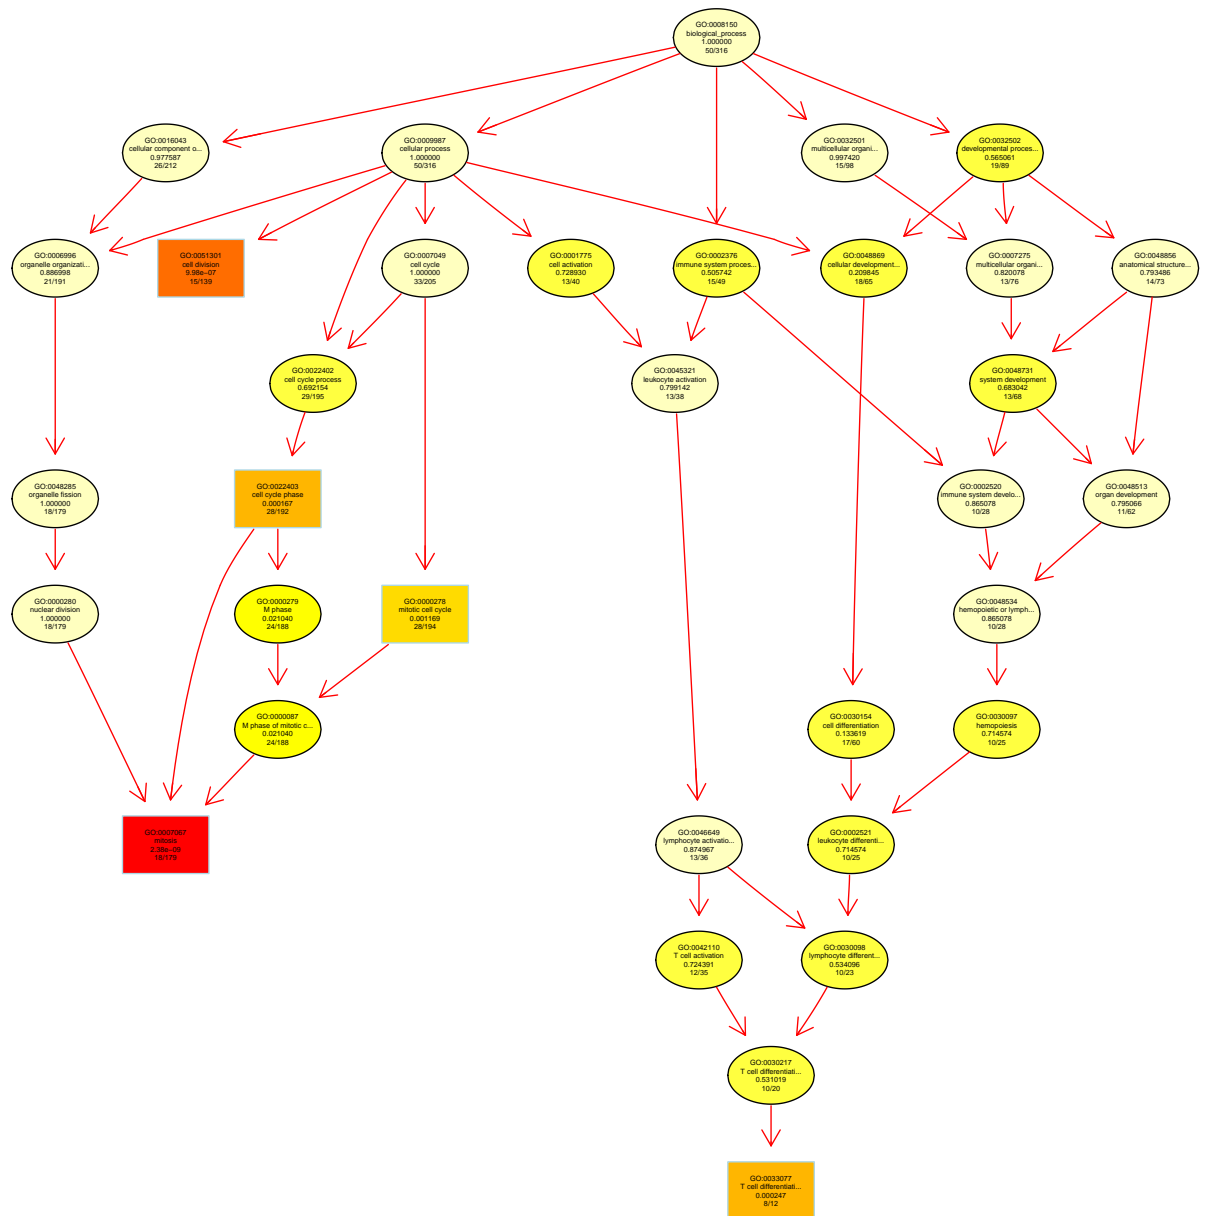 GO:0008150
biological_process
1.000000
50/316
GO:0016043
cellular component o...
0.977587
26/212
GO:0009987
cellular process
1.000000
50/316
GO:0032501
multicellular organi...
0.997420
15/98
GO:0032502
developmental proces...
0.565061
19/89
GO:0006996
organelle organizati...
0.886998
21/191
GO:0051301
cell division
9.98e−07
15/139
GO:0007049
cell cycle
1.000000
33/205
GO:0001775
cell activation
0.728930
13/40
GO:0002376
immune system proces...
0.505742
15/49
GO:0048869
cellular development...
0.209845
18/65
GO:0007275
multicellular organi...
0.820078
13/76
GO:0048856
anatomical structure...
0.793486
14/73
GO:0022402
cell cycle process
0.692154
29/195
GO:0045321
leukocyte activation
0.799142
13/38
GO:0048731
system development
0.683042
13/68
GO:0048285
organelle fission
1.000000
18/179
GO:0022403
cell cycle phase
0.000167
28/192
GO:0002520
immune system develo...
0.865078
10/28
GO:0048513
organ development
0.795066
11/62
GO:0000280
nuclear division
1.000000
18/179
GO:0000279
M phase
0.021040
24/188
GO:0000278
mitotic cell cycle
0.001169
28/194
GO:0048534
hemopoietic or lymph...
0.865078
10/28
GO:0000087
M phase of mitotic c...
0.021040
24/188
GO:0030154
cell differentiation
0.133619
17/60
GO:0030097
hemopoiesis
0.714574
10/25
GO:0007067
mitosis
2.38e−09
18/179
GO:0046649
lymphocyte activatio...
0.874967
13/36
GO:0002521
leukocyte differenti...
0.714574
10/25
GO:0042110
T cell activation
0.724391
12/35
GO:0030098
lymphocyte different...
0.534096
10/23
GO:0030217
T cell differentiati...
0.531019
10/20
GO:0033077
T cell differentiati...
0.000247
8/12